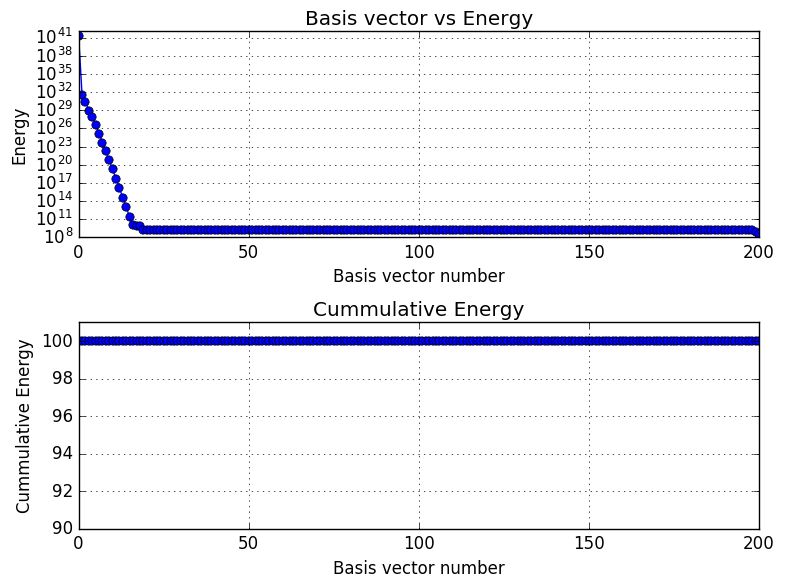 Basis vector vs Energy
10^41
10^38
10^35
10^32
10^29
10^26
10^23
10^20
10^17
10^14
10^11
10^8
Energy
0 50 100 150 200
Basis vector number
Cummulative Energy
100
98
96
94
92
90
Cummulative Energy
0 50 100 150 200
Basis vector number